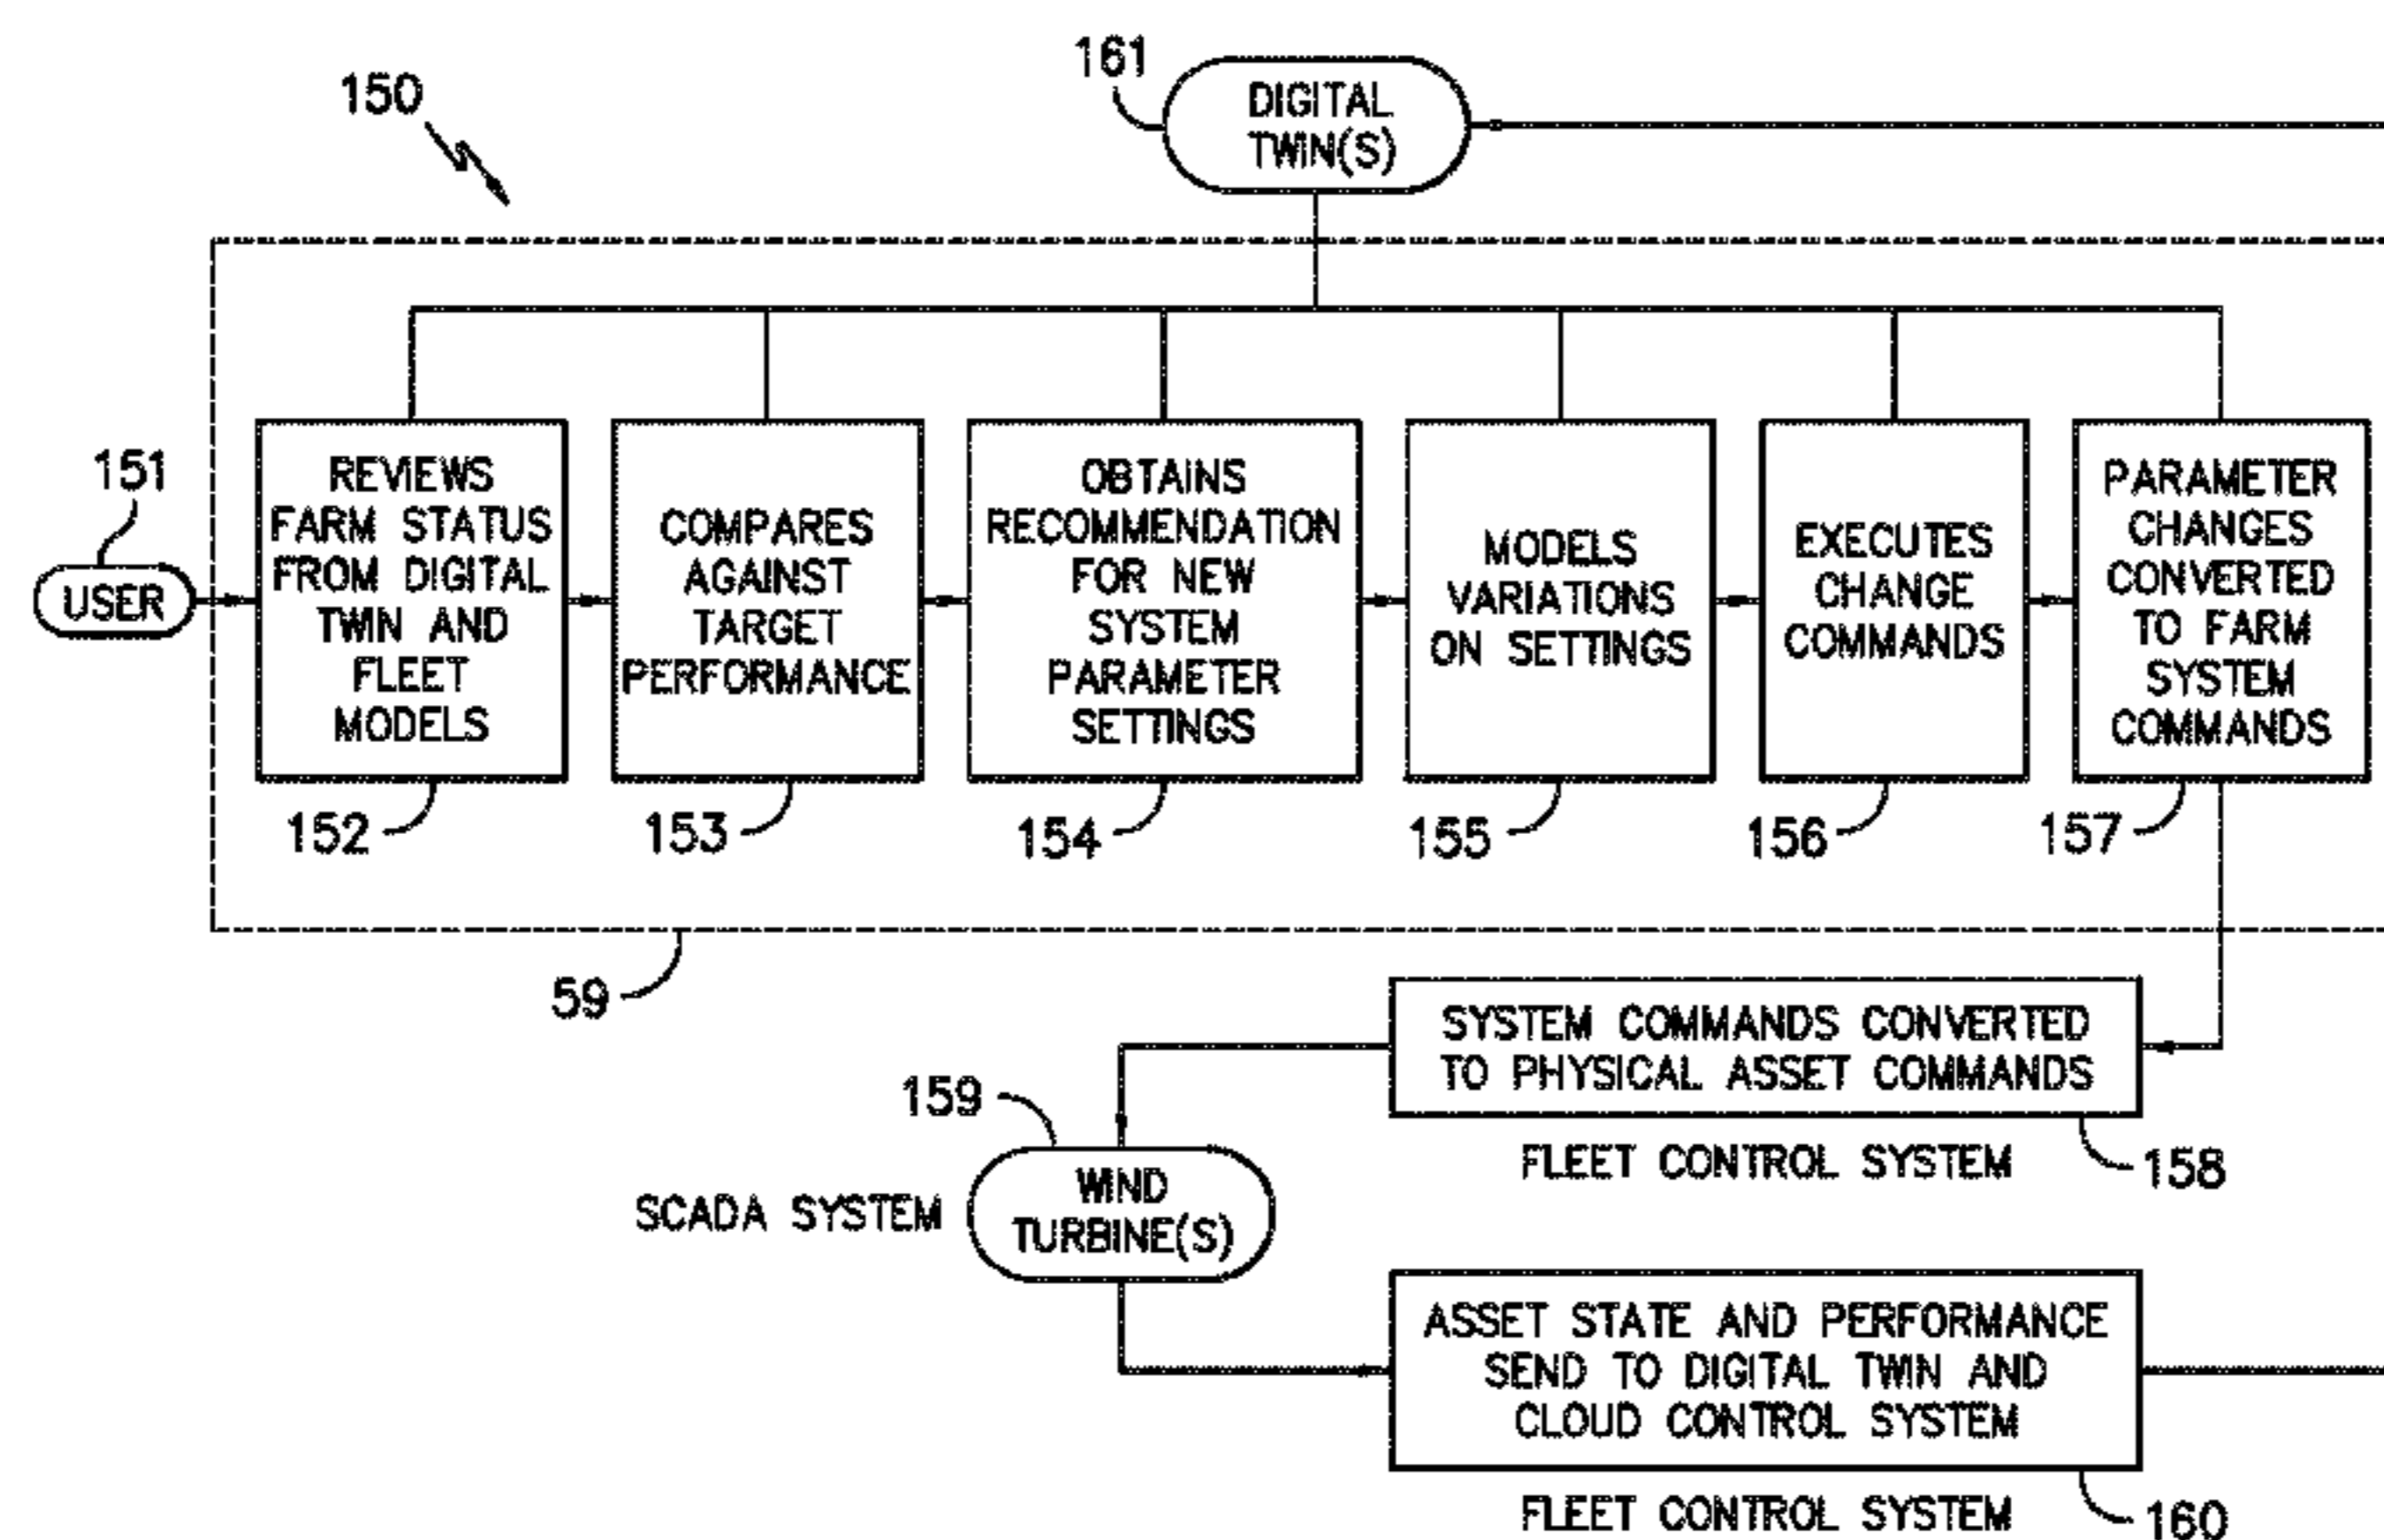 161
DIGITAL
TWIN(S)
150
151
USER
REVIEWS
FARM STATUS
FROM DIGITAL
TWIN AND
FLEET
MODELS
152
COMPARES
AGAINST
TARGET
PERFORMANCE
153
OBTAINS
RECOMMENDATION
FOR NEW
SYSTEM
PARAMETER
SETTINGS
154
MODELS
VARIATIONS
ON SETTINGS
155
EXECUTES
CHANGE
COMMANDS
156
PARAMETER
CHANGES
CONVERTED
TO FARM
SYSTEM
COMMANDS
157
59
SYSTEM COMMANDS CONVERTED
TO PHYSICAL ASSET COMMANDS
FLEET CONTROL SYSTEM
158
159
SCADA SYSTEM
WIND
TURBINE(S)
ASSET STATE AND PERFORMANCE
SEND TO DIGITAL TWIN AND
CLOUD CONTROL SYSTEM
FLEET CONTROL SYSTEM
160